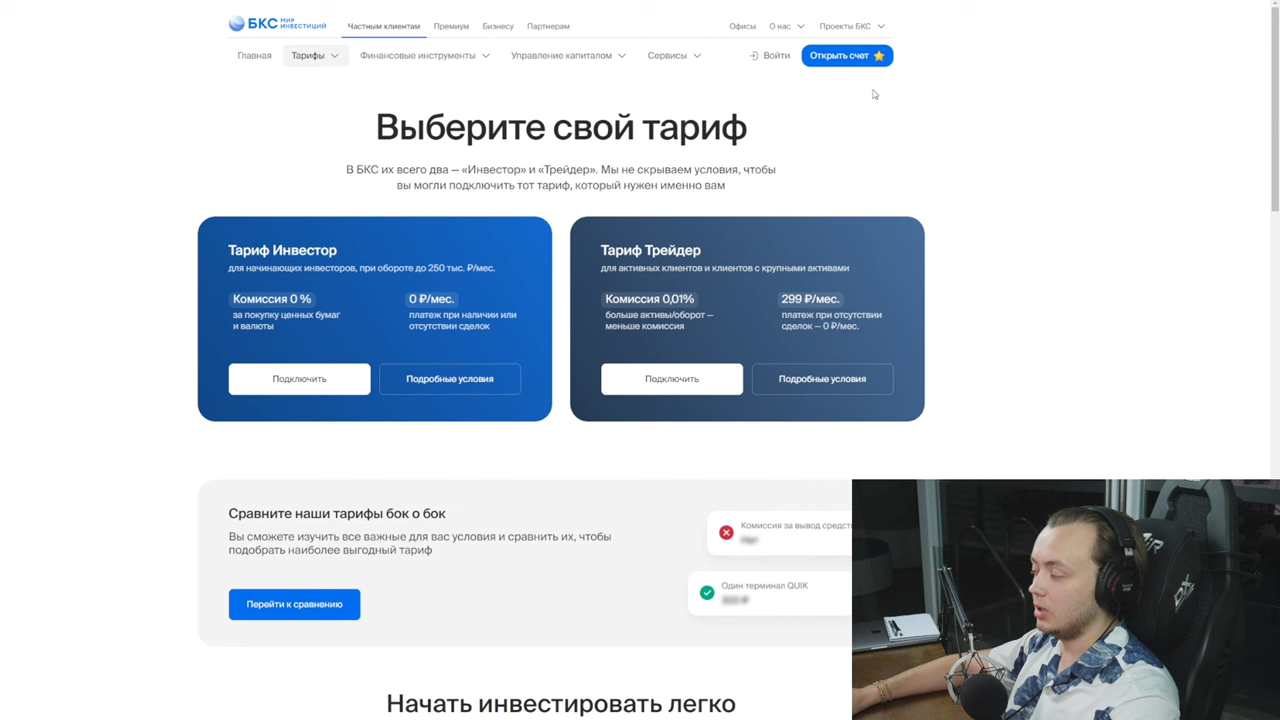 БКС МИР ИНВЕСТИЦИЙ
Частным клиентам Премиум Бизнесу Партнерам Офисы О нас Проекты БКС
Главная Тарифы Финансовые инструменты Управление капиталом Сервисы Войти Открыть счет
Выберите свой тариф
В БКС их всего два — «Инвестор» и «Трейдер». Мы не скрываем условия, чтобы
вы могли подключить тот тариф, который нужен именно вам
Тариф Инвестор
для начинающих инвесторов, при обороте до 250 тыс. ₽/мес.
Комиссия 0 %
за покупку ценных бумаг
и валюты
0 ₽/мес.
платеж при наличии или
отсутствии сделок
Подключить
Подробные условия
Тариф Трейдер
для активных клиентов и клиентов с крупными активами
Комиссия 0,01%
больше активы/оборот —
меньше комиссия
299 ₽/мес.
платеж при отсутствии
сделок — 0 ₽/мес.
Подключить
Подробные условия
Сравните наши тарифы бок о бок
Вы сможете изучить все важные для вас условия и сравнить их, чтобы
подобрать наиболее выгодный тариф
Перейти к сравнению
Комиссия за вывод средств
Один терминал QUIK
Начать инвестировать легко